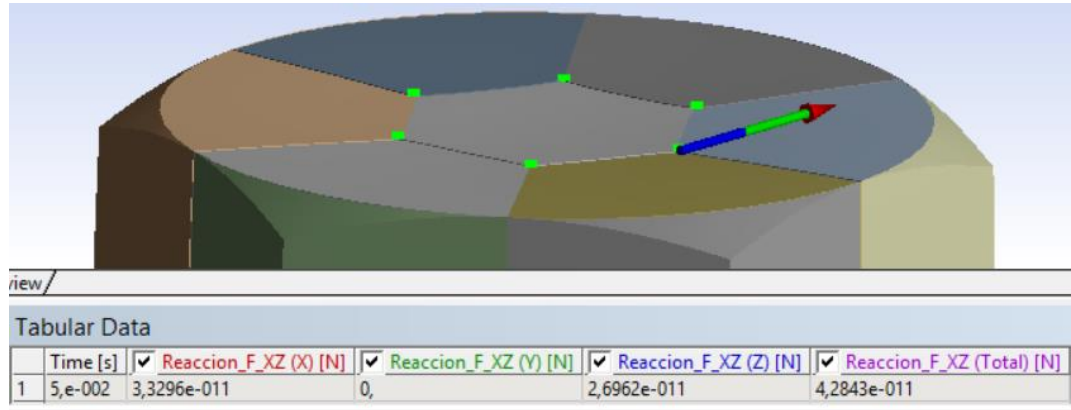 view
Tabular Data
Time [s] Reaccion_F_XZ (X) [N] Reaccion_F_XZ (Y) [N] Reaccion_F_XZ (Z) [N] Reaccion_F_XZ (Total) [N]
1 5,e-002 3,3296e-011 0, 2,6962e-011 4,2843e-011